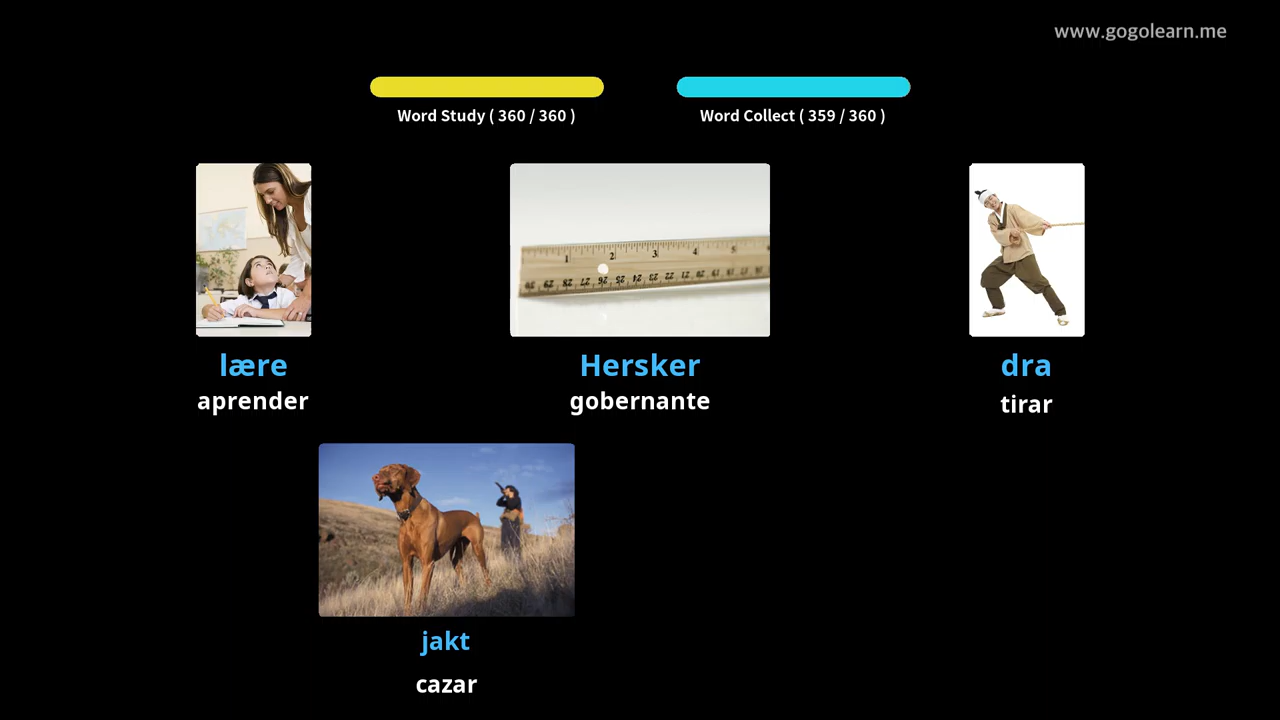 www.gogolearn.me
Word Study ( 360 / 360 )
Word Collect ( 359 / 360 )
lære
aprender
Hersker
gobernante
dra
tirar
jakt
cazar